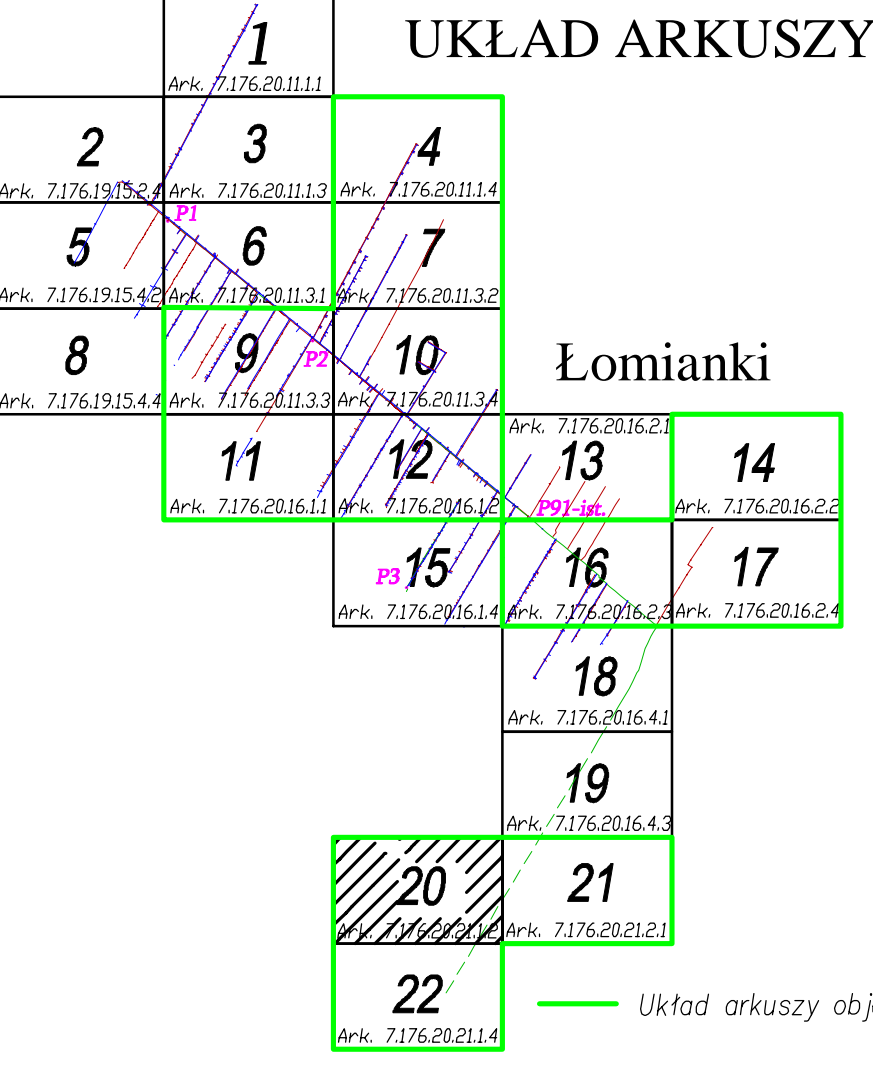 UKŁAD ARKUSZY
1
Ark. 7.176.20.11.1.1
2
3
4
Ark. 7.176.19.15.2.4
Ark. 7.176.20.11.1.3
Ark. 7.176.20.11.1.4
P1
5
6
7
Ark. 7.176.19.15.4.2
Ark. 7.176.20.11.3.1
Ark. 7.176.20.11.3.2
8
9
P2
10
Łomianki
Ark. 7.176.19.15.4.4
Ark. 7.176.20.11.3.3
Ark. 7.176.20.11.3.4
Ark. 7.176.20.16.2.1
11
12
13
14
Ark. 7.176.20.16.1.1
Ark. 7.176.20.16.1.2
P91-ist.
Ark. 7.176.20.16.2.2
P3
15
16
17
Ark. 7.176.20.16.1.4
Ark. 7.176.20.16.2.3
Ark. 7.176.20.16.2.4
18
Ark. 7.176.20.16.4.1
19
Ark. 7.176.20.16.4.3
20
21
Ark. 7.176.20.21.1.2
Ark. 7.176.20.21.2.1
22
Układ arkuszy obj
Ark. 7.176.20.21.1.4